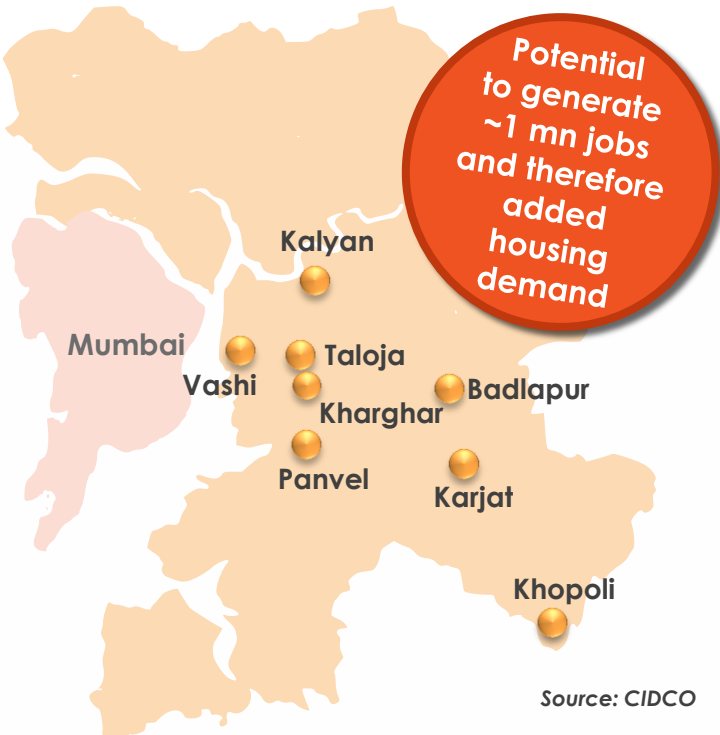 Potential
to generate
~1 mn jobs
and therefore
added
housing
demand
Kalyan
Mumbai
Taloja
Vashi
Badlapur
Kharghar
Panvel
Karjat
Khopoli
Source: CIDCO